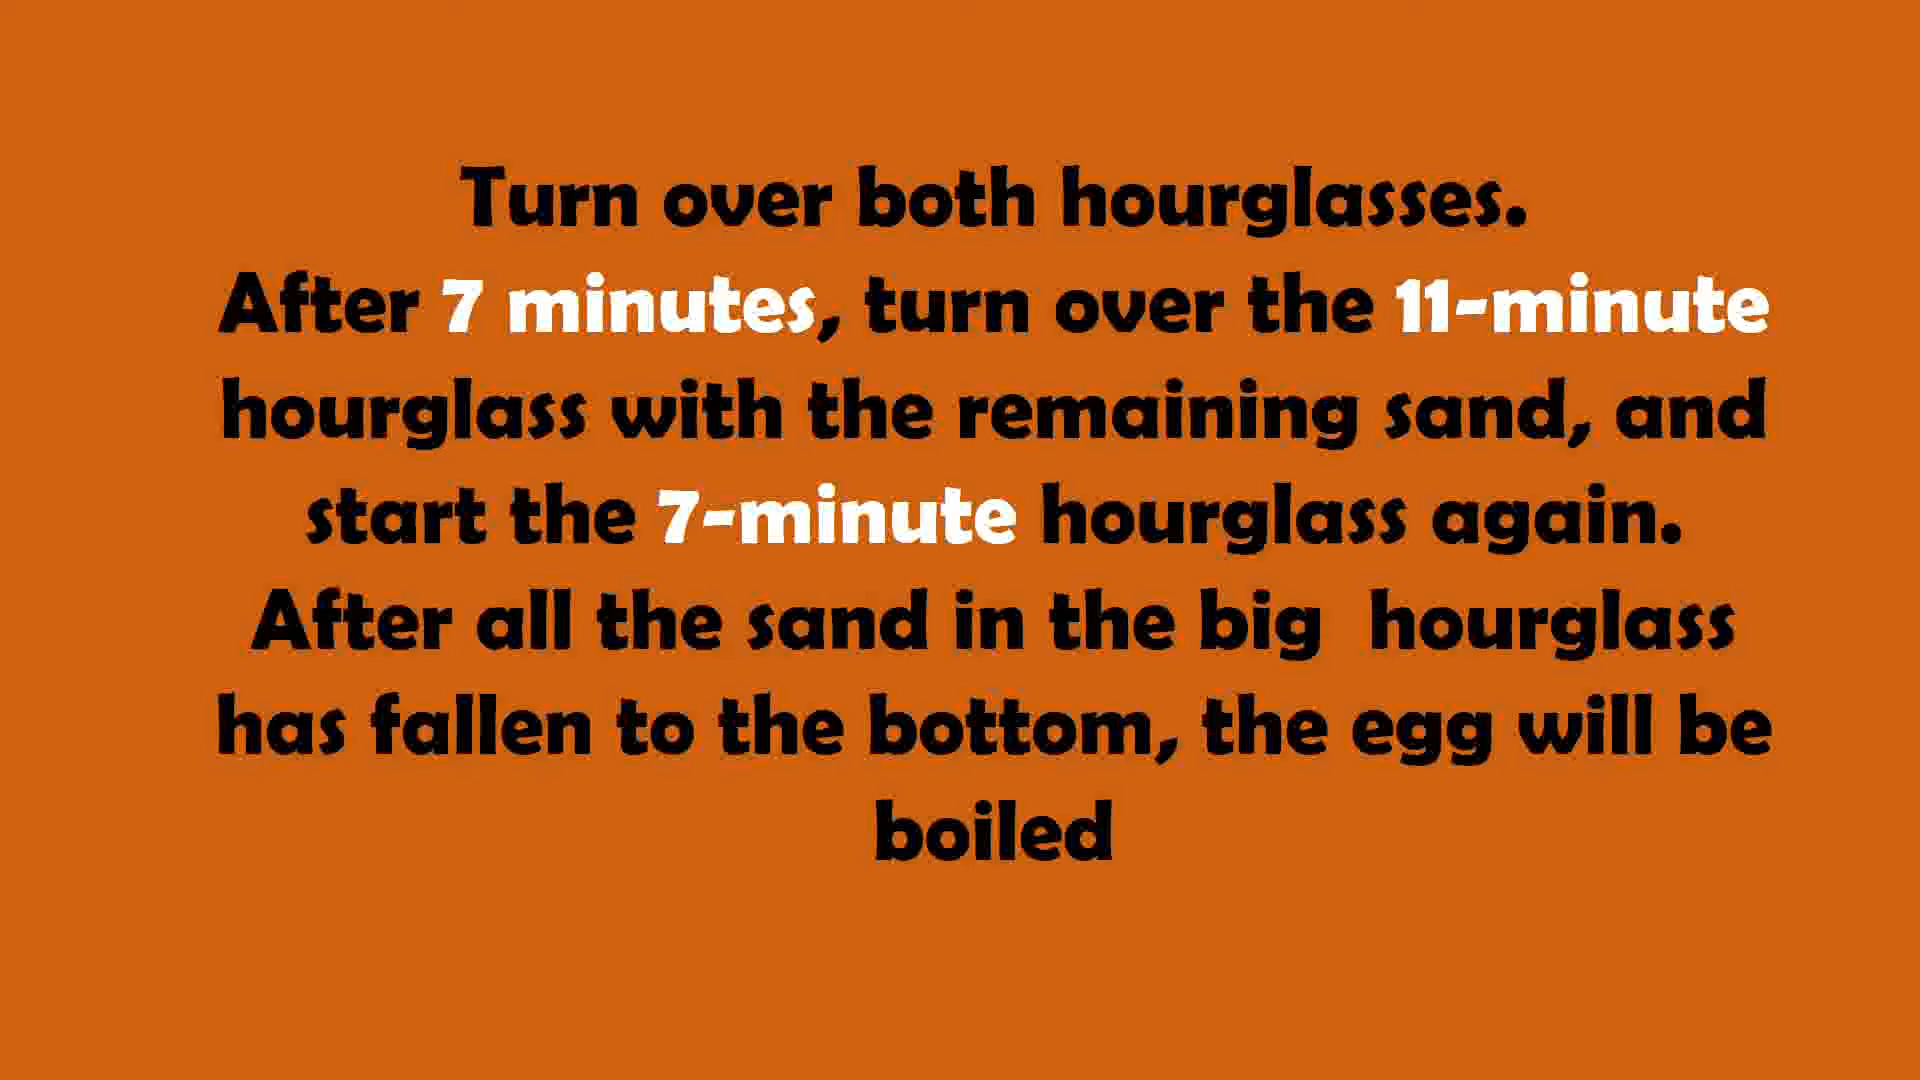 Turn over both hourglasses.
After 7 minutes, turn over the 11-minute
hourglass with the remaining sand, and
start the 7-minute hourglass again.
After all the sand in the big  hourglass
has fallen to the bottom, the egg will be
boiled